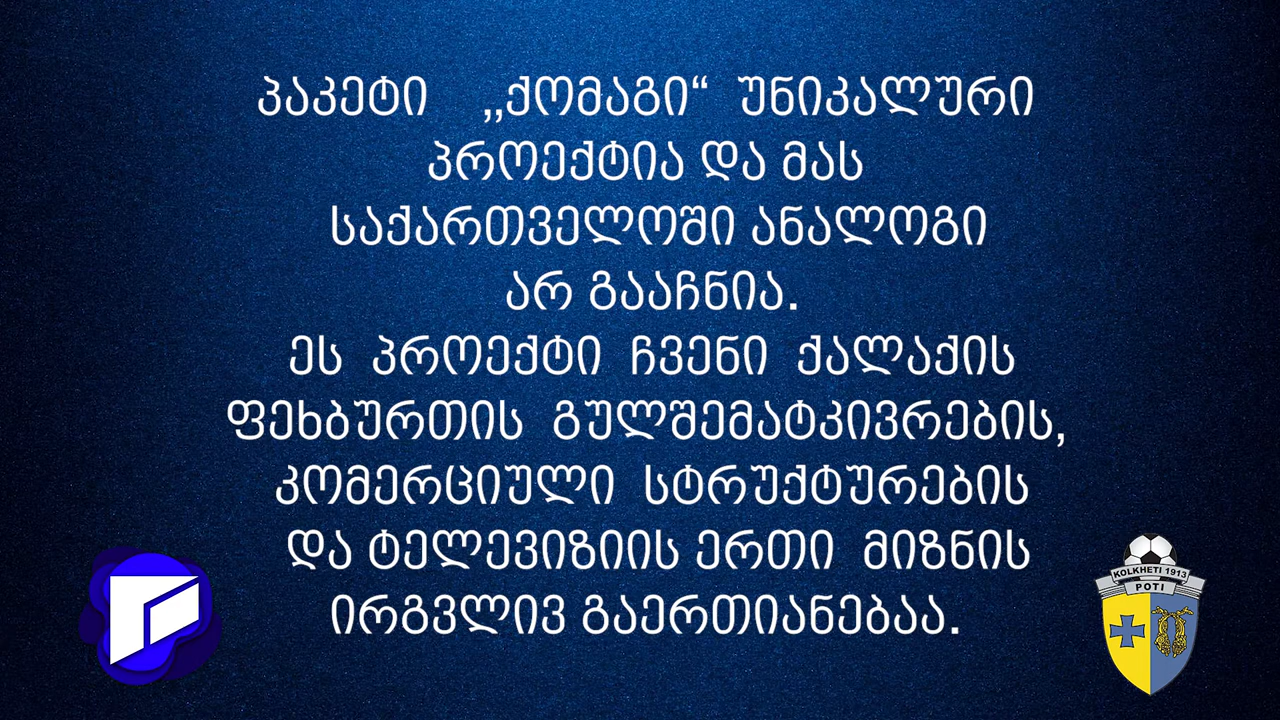 პაკეტი ,,ქომაგი“ უნიკალური
პროექტია და მას
საქართველოში ანალოგი
არ გააჩნია.
ეს პროექტი ჩვენი ქალაქის
ფეხბურთის გულშემატკივრების,
კომერციული სტრუქტურების
და ტელევიზიის ერთი მიზნის
ირგვლივ გაერთიანებაა.
KOLKHETI 1913
POTI